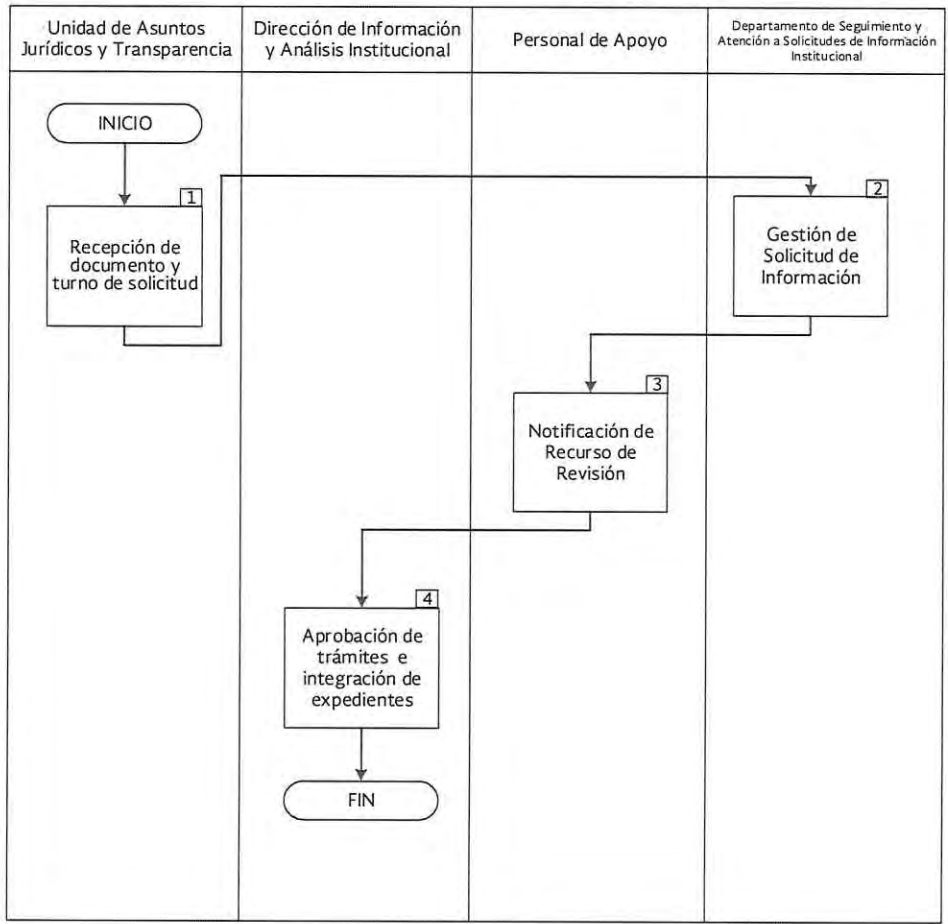 Unidad de Asuntos
Jurídicos y Transparencia
Dirección de Información
y Análisis Institucional
Personal de Apoyo
Departamento de Seguimiento y
Atención a Solicitudes de Información
Institucional
INICIO
1
Recepción de
documento y
turno de solicitud
2
Gestión de
Solicitud de
Información
3
Notificación de
Recurso de
Revisión
4
Aprobación de
trámites e
integración de
expedientes
FIN